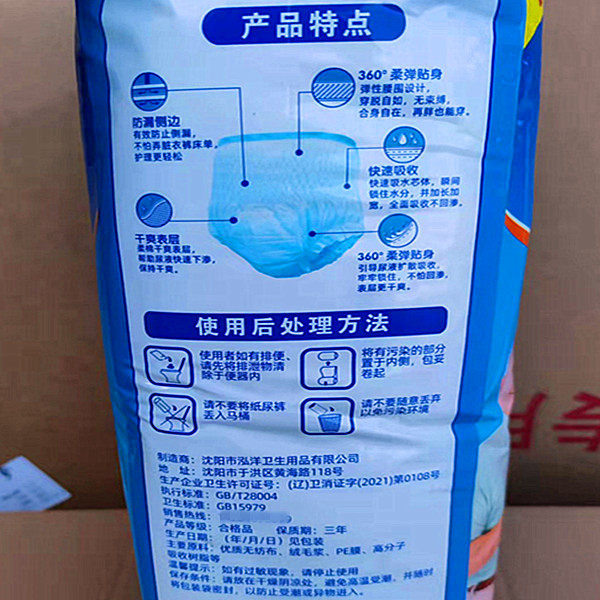 产品特点
防漏侧边
有效防止侧漏,
不怕弄脏衣裤床单,
护理更轻松
360° 柔弹贴身
弹性腰围设计,
穿脱自如,无束缚,
合身自在,再胖也能穿。
快速吸收
快速吸水芯体,瞬间
锁住水分,并加长加
宽,全面吸收不回渗。
干爽表层
柔棉干爽表层,
帮助尿液快速下渗,
保持干爽。
360° 柔弹贴身
引导尿液扩散吸收,
牢牢锁住,不怕回渗,
表层更干爽。
使用后处理方法
使用者如有排便、
请先将排泄物清
除于便器内
将有污染的部分
置于内侧,包妥
卷起
请不要将纸尿裤
丢入马桶
请不要随意丢弃
以免污染环境
制造商:沈阳市泓洋卫生用品有限公司
地 址:沈阳市于洪区黄海路118号
生产企业卫生许可证号:(辽)卫消证字(2021)第0108号
执行标准:GB/T28004
卫生标准:GB15979
销售热线:
产品等级:合格品 保质期:三年
生产日期:(年/月/日)见包装
主要原料:优质无纺布、绒毛浆、PE膜、高分子
吸收树脂等
温馨提示:如有过敏现象,请停止使用
保存条件:请放在干燥阴凉处,避免高温受潮,并随时
将包装袋密封,以防止受潮或异物进入。